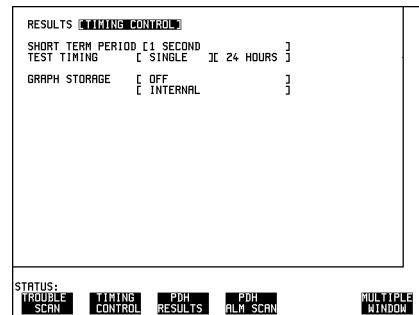 RESULTS [TIMING CONTROL]
SHORT TERM PERIOD [1 SECOND ]
TEST TIMING [ SINGLE ][ 24 HOURS ]
GRAPH STORAGE [ OFF ]
[ INTERNAL ]
STATUS:
TROUBLE SCAN TIMING CONTROL PDH RESULTS PDH ALM SCAN MULTIPLE WINDOW